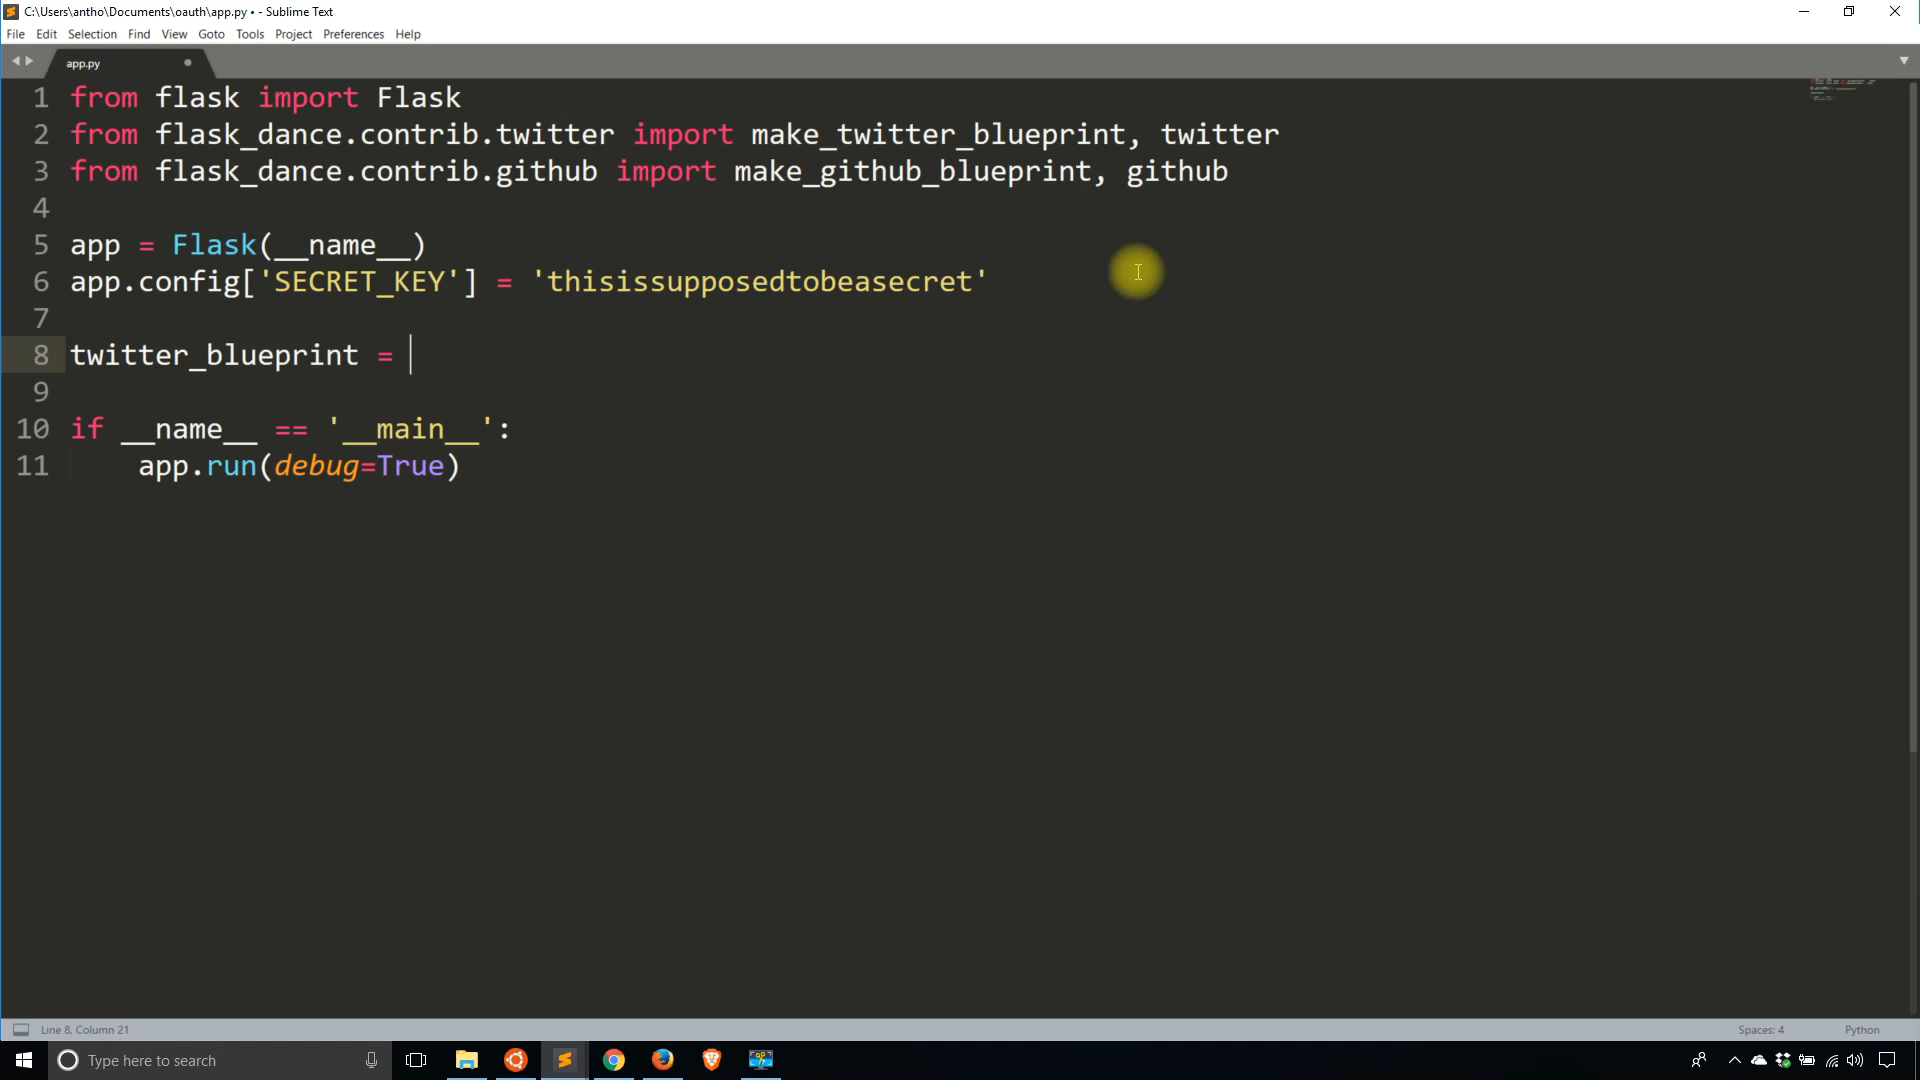 C:\Users\antho\Documents\oauth\app.py • - Sublime Text
File Edit Selection Find View Goto Tools Project Preferences Help
app.py
1 from flask import Flask
2 from flask_dance.contrib.twitter import make_twitter_blueprint, twitter
3 from flask_dance.contrib.github import make_github_blueprint, github
4
5 app = Flask(__name__)
6 app.config['SECRET_KEY'] = 'thisissupposedtobeasecret'
7
8 twitter_blueprint =
9
10 if __name__ == '__main__':
11     app.run(debug=True)
Line 8, Column 21 Spaces: 4 Python
Type here to search